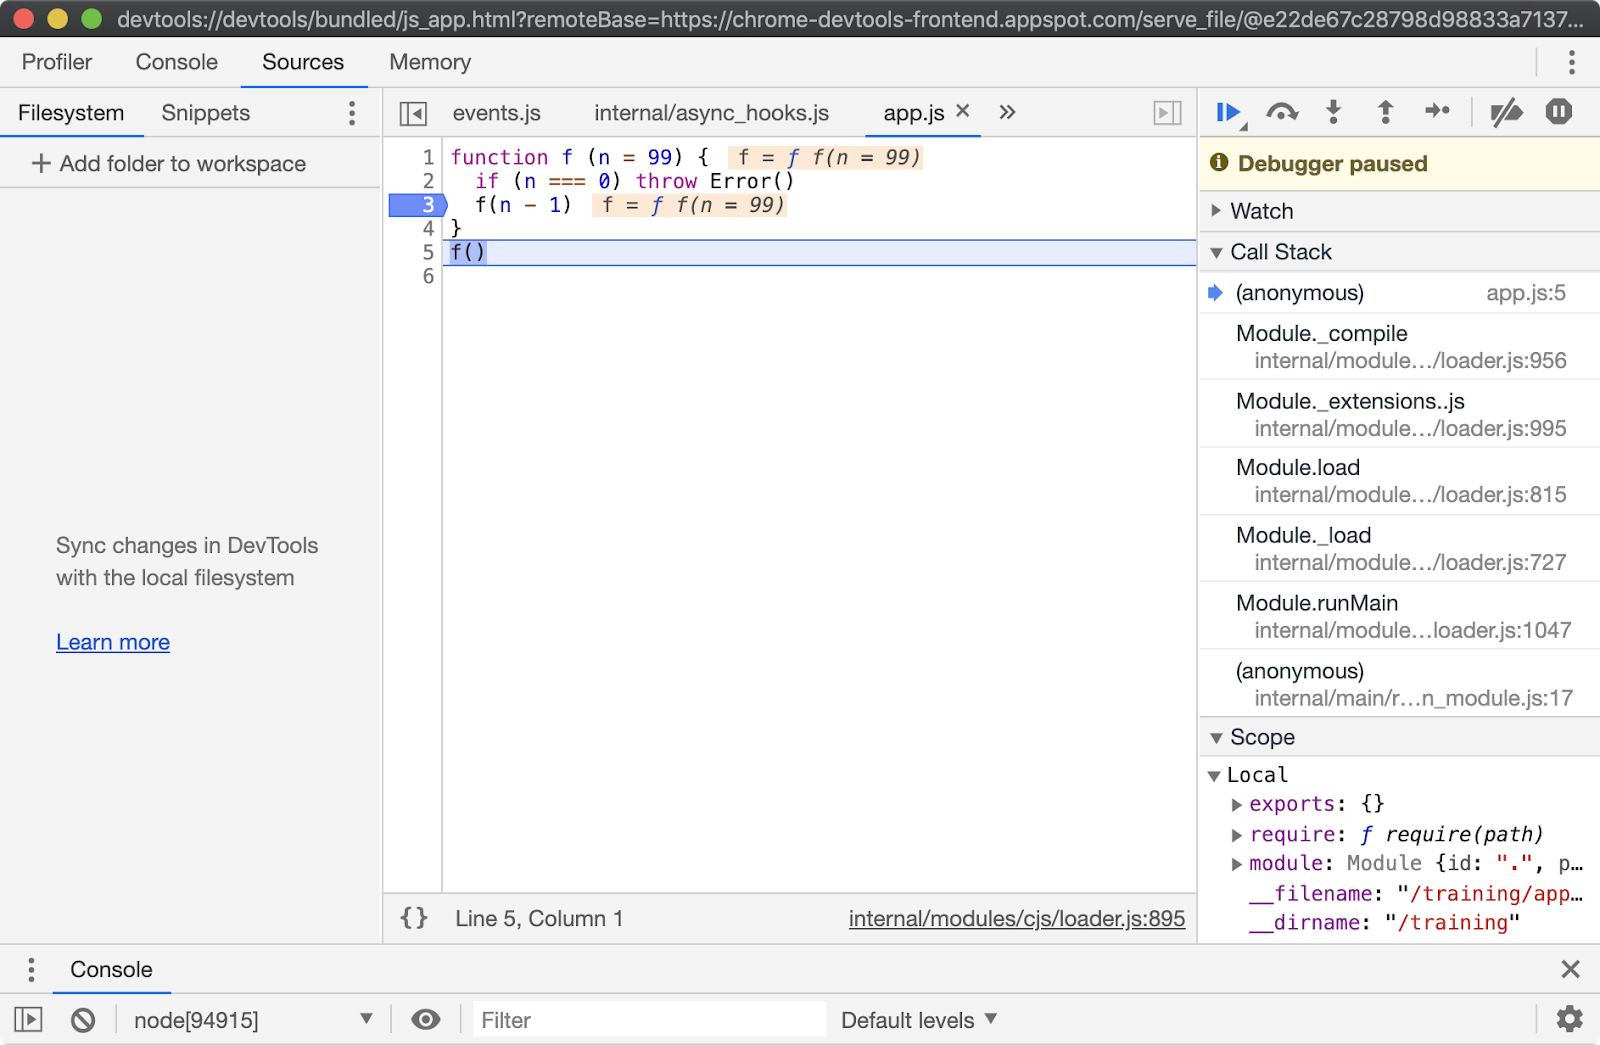 devtools://devtools/bundled/js_app.html?remoteBase=https://chrome-devtools-frontend.appspot.com/serve_file/@e22de67c28798d98833a7137...
Profiler Console Sources Memory
Filesystem Snippets
events.js internal/async_hooks.js app.js
+ Add folder to workspace
Sync changes in DevTools
with the local filesystem
Learn more
1 function f (n = 99) { f = ƒ f(n = 99)
2 if (n === 0) throw Error()
3 f(n - 1) f = ƒ f(n = 99)
4 }
5 f()
6
{} Line 5, Column 1 internal/modules/cjs/loader.js:895
Debugger paused
Watch
Call Stack
(anonymous) app.js:5
Module._compile
internal/module…/loader.js:956
Module._extensions..js
internal/module…/loader.js:995
Module.load
internal/module…/loader.js:815
Module._load
internal/module…/loader.js:727
Module.runMain
internal/module…loader.js:1047
(anonymous)
internal/main/r…n_module.js:17
Scope
Local
exports: {}
require: ƒ require(path)
module: Module {id: ".", p…
__filename: "/training/app…
__dirname: "/training"
Console
node[94915] Filter Default levels